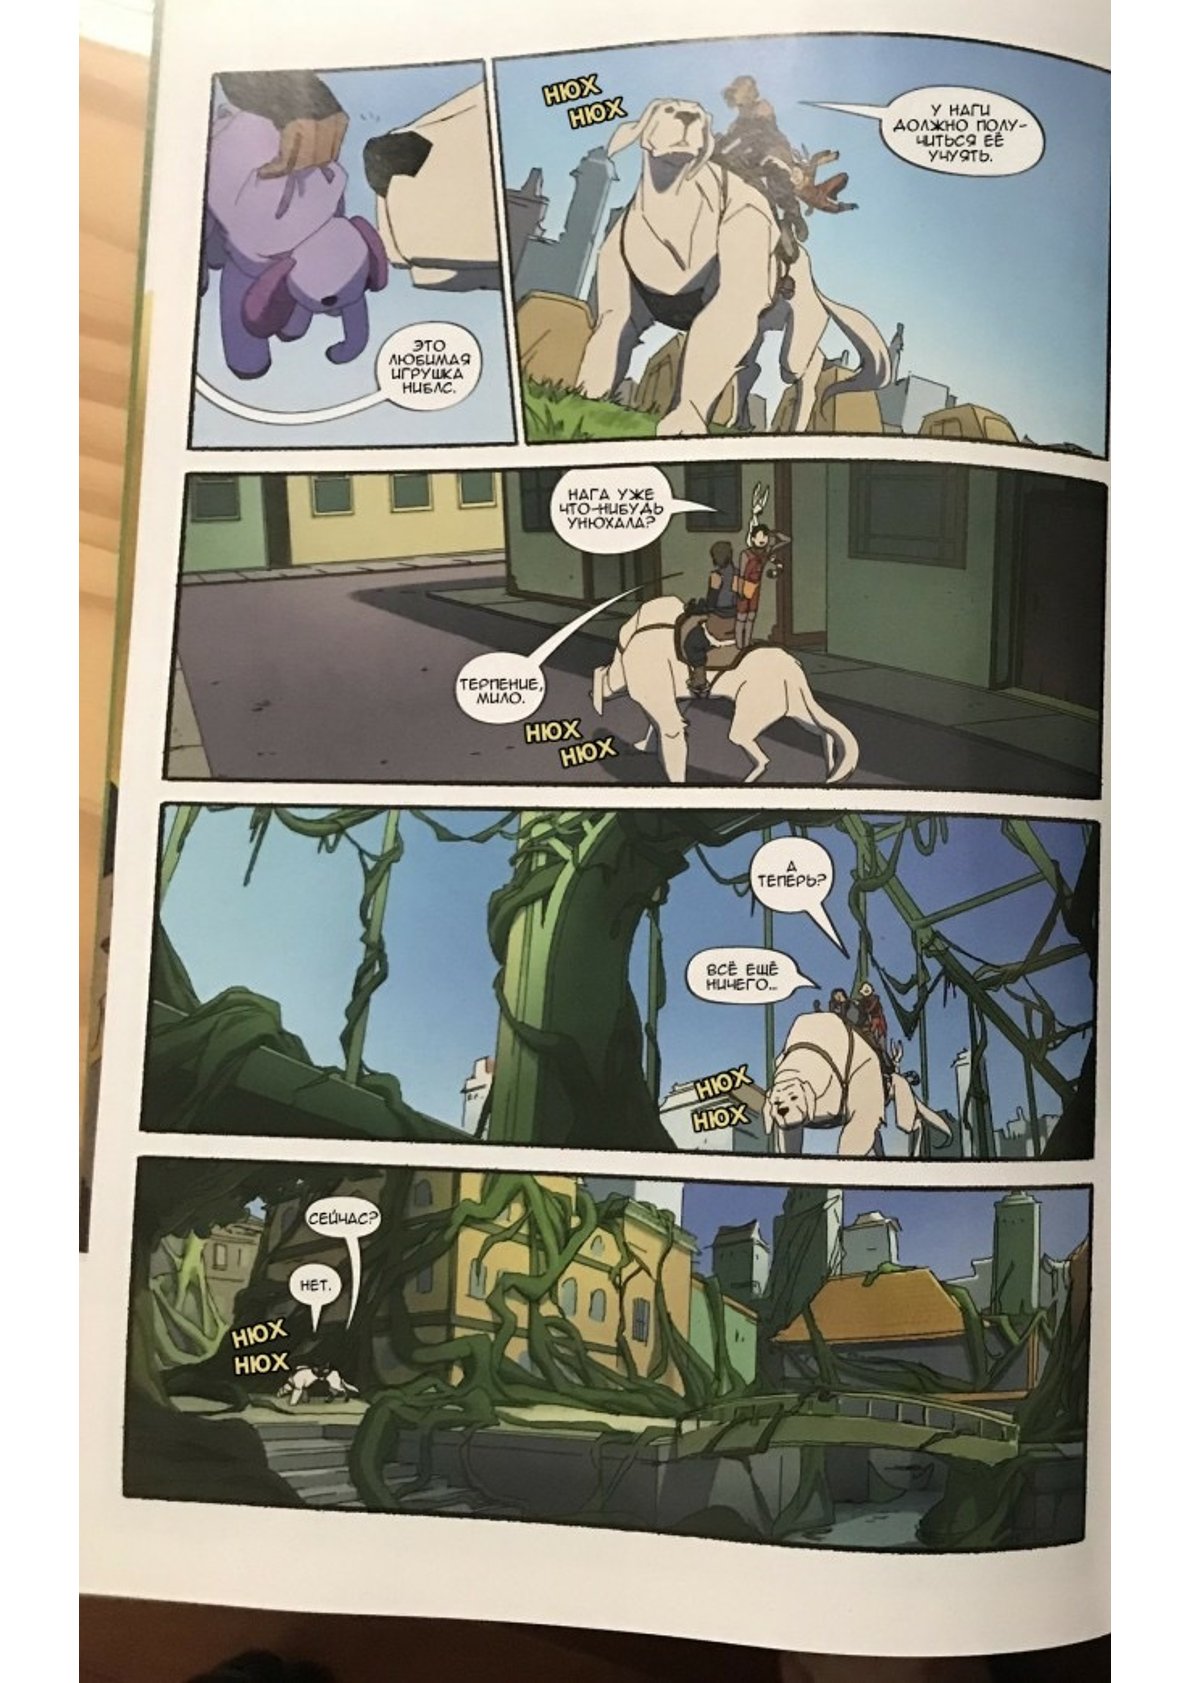 ЭТО
ЛЮБИМАЯ
ИГРУШКА
НИБЛС.
НЮХ
НЮХ
У НАГИ
ДОЛЖНО ПОЛУ-
ЧИТЬСЯ ЕЁ
УЧУЯТЬ.
НАГА УЖЕ
ЧТО-НИБУДЬ
УНЮХАЛА?
ТЕРПЕНИЕ,
МИЛО.
НЮХ
НЮХ
А
ТЕПЕРЬ?
ВСЁ ЕЩЁ
НИЧЕГО...
НЮХ
НЮХ
СЕЙЧАС?
НЕТ.
НЮХ
НЮХ